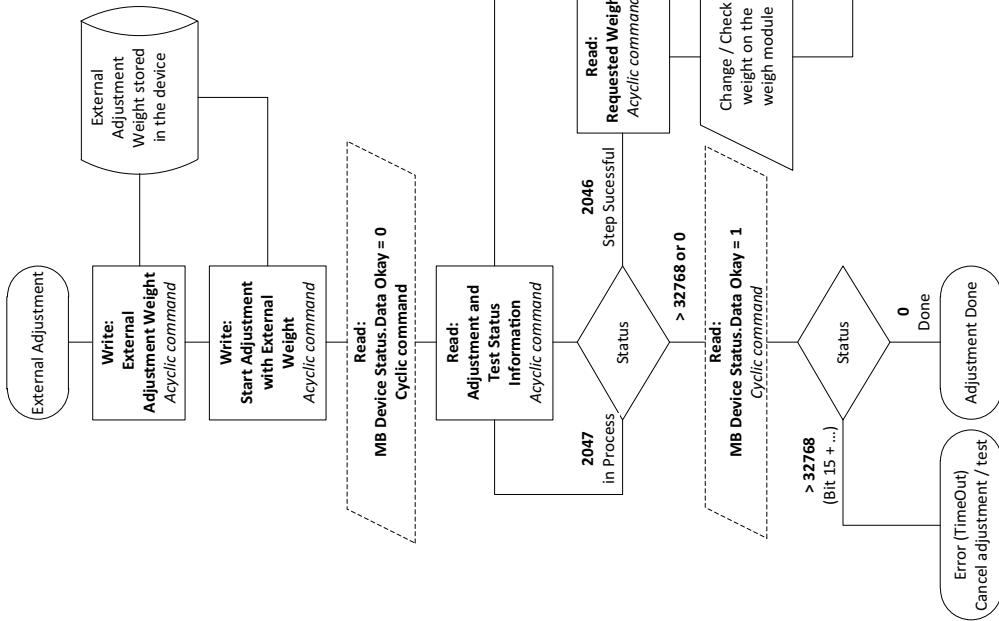 External Adjustment
External
Adjustment
Weight stored
in the device
Write:
External
Adjustment Weight
Acyclic command
Write:
Start Adjustment
with External
Weight
Acyclic command
Read:
MB Device Status.Data Okay = 0
Cyclic command
Read:
Adjustment and
Test Status
Information
Acyclic command
Read:
Requested Weight
Acyclic command
Change / Check
weight on the
weigh module
2046
Step Sucessful
Status
2047
in Process
> 32768 or 0
Read:
MB Device Status.Data Okay = 1
Cyclic command
Status
> 32768
(Bit 15 + ...)
0
Done
Error (TimeOut)
Cancel adjustment / test
Adjustment Done